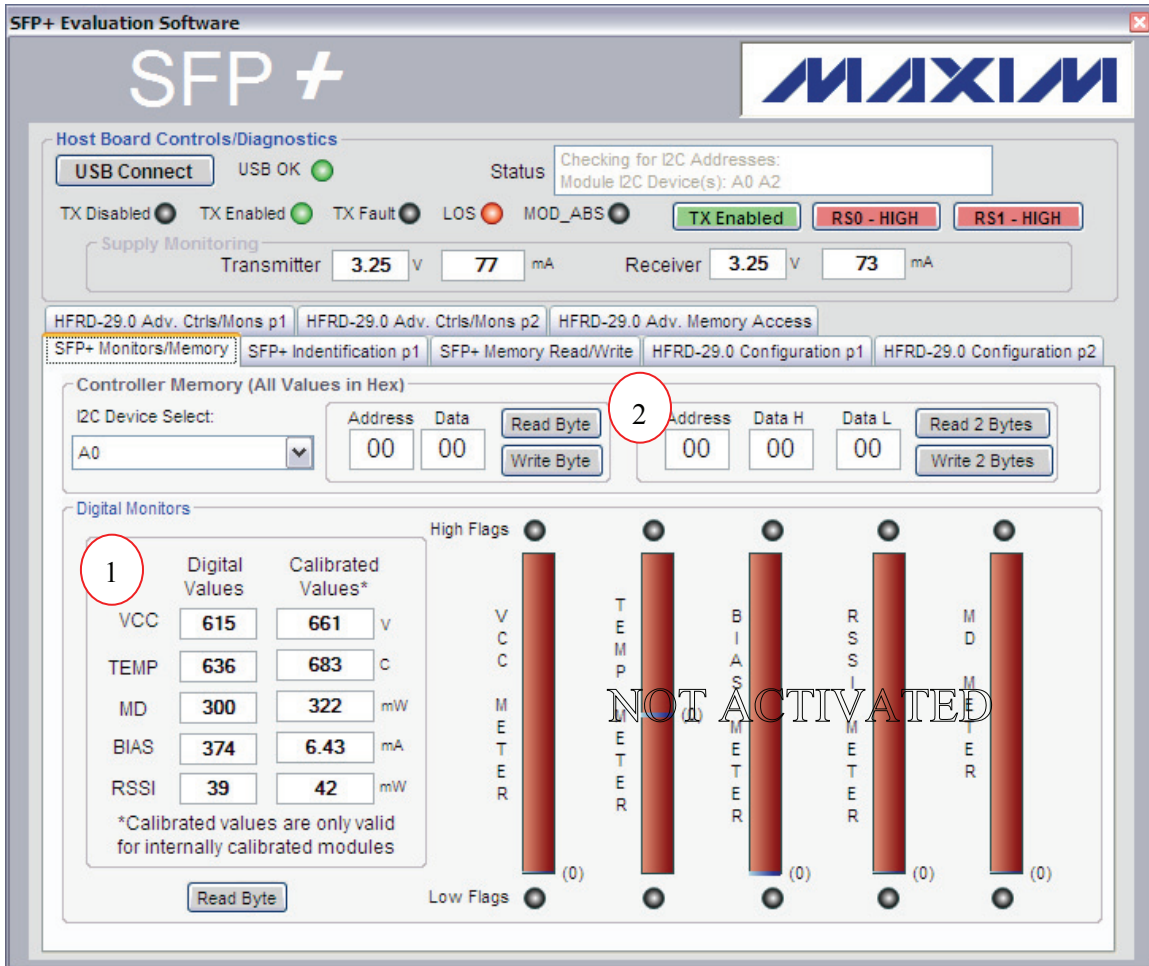 SFP+ Evaluation Software
SFP +
MAXIM
Host Board Controls/Diagnostics
USB Connect
USB OK
Status
Checking for I2C Addresses:
Module I2C Device(s): A0 A2
TX Disabled
TX Enabled
TX Fault
LOS
MOD_ABS
TX Enabled
RS0 - HIGH
RS1 - HIGH
Supply Monitoring
Transmitter 3.25 V 77 mA Receiver 3.25 V 73 mA
HFRD-29.0 Adv. Ctrls/Mons p1
HFRD-29.0 Adv. Ctrls/Mons p2
HFRD-29.0 Adv. Memory Access
SFP+ Monitors/Memory
SFP+ Indentification p1
SFP+ Memory Read/Write
HFRD-29.0 Configuration p1
HFRD-29.0 Configuration p2
Controller Memory (All Values in Hex)
I2C Device Select:
A0
Address Data
00 00
Read Byte
Write Byte
2
Address Data H Data L
00 00 00
Read 2 Bytes
Write 2 Bytes
Digital Monitors
1
Digital Values
Calibrated Values*
VCC 615 661 V
TEMP 636 683 C
MD 300 322 mW
BIAS 374 6.43 mA
RSSI 39 42 mW
*Calibrated values are only valid
for internally calibrated modules
Read Byte
High Flags
VCC METER
(0)
TEMP METER
(0)
BIAS METER
(0)
RSSI METER
(0)
MD METER
(0)
NOT ACTIVATED
Low Flags